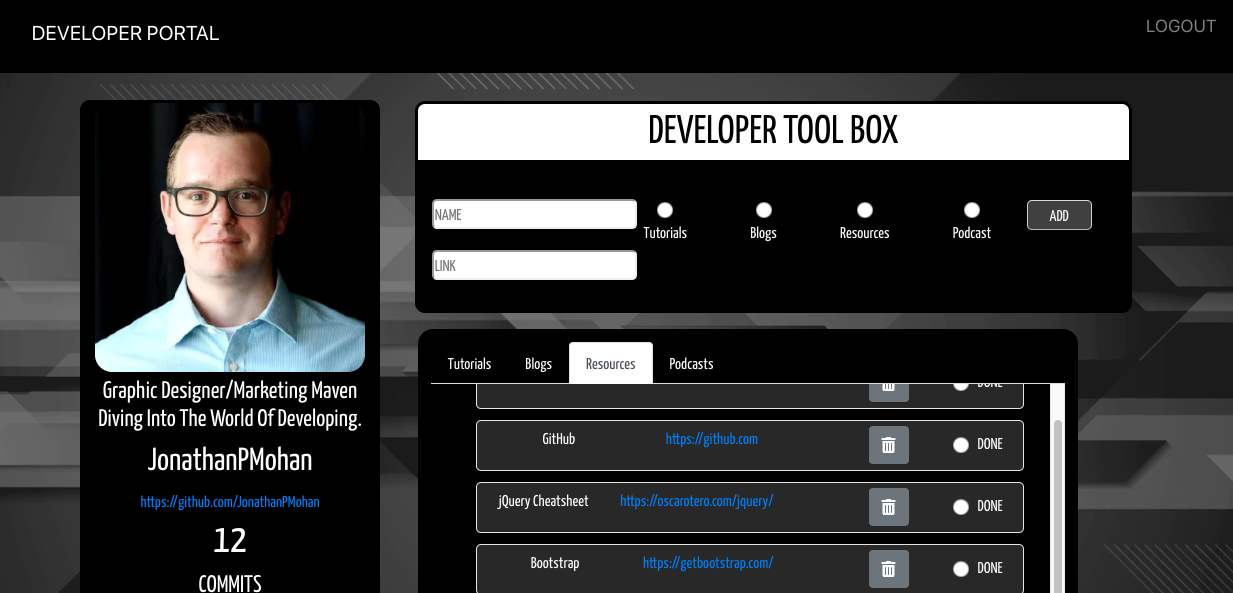 DEVELOPER PORTAL
LOGOUT
Graphic Designer/Marketing Maven
Diving Into The World Of Developing.
JonathanPMohan
https://github.com/JonathanPMohan
12
COMMITS
DEVELOPER TOOL BOX
NAME
Tutorials Blogs Resources Podcast
ADD
LINK
Tutorials Blogs Resources Podcasts
DONE
GitHub https://github.com DONE
jQuery Cheatsheet https://oscarotero.com/jquery/ DONE
Bootstrap https://getbootstrap.com/ DONE